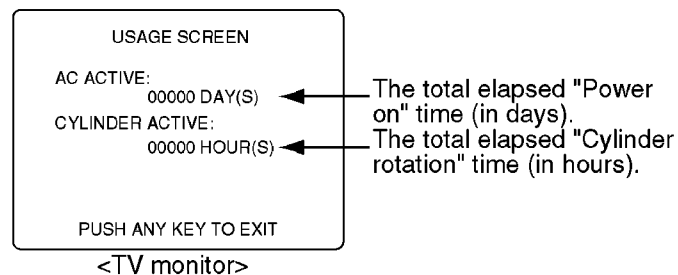 USAGE SCREEN
AC ACTIVE:
00000 DAY(S)
CYLINDER ACTIVE:
00000 HOUR(S)
PUSH ANY KEY TO EXIT
<TV monitor>
The total elapsed "Power
on" time (in days).
The total elapsed "Cylinder
rotation" time (in hours).